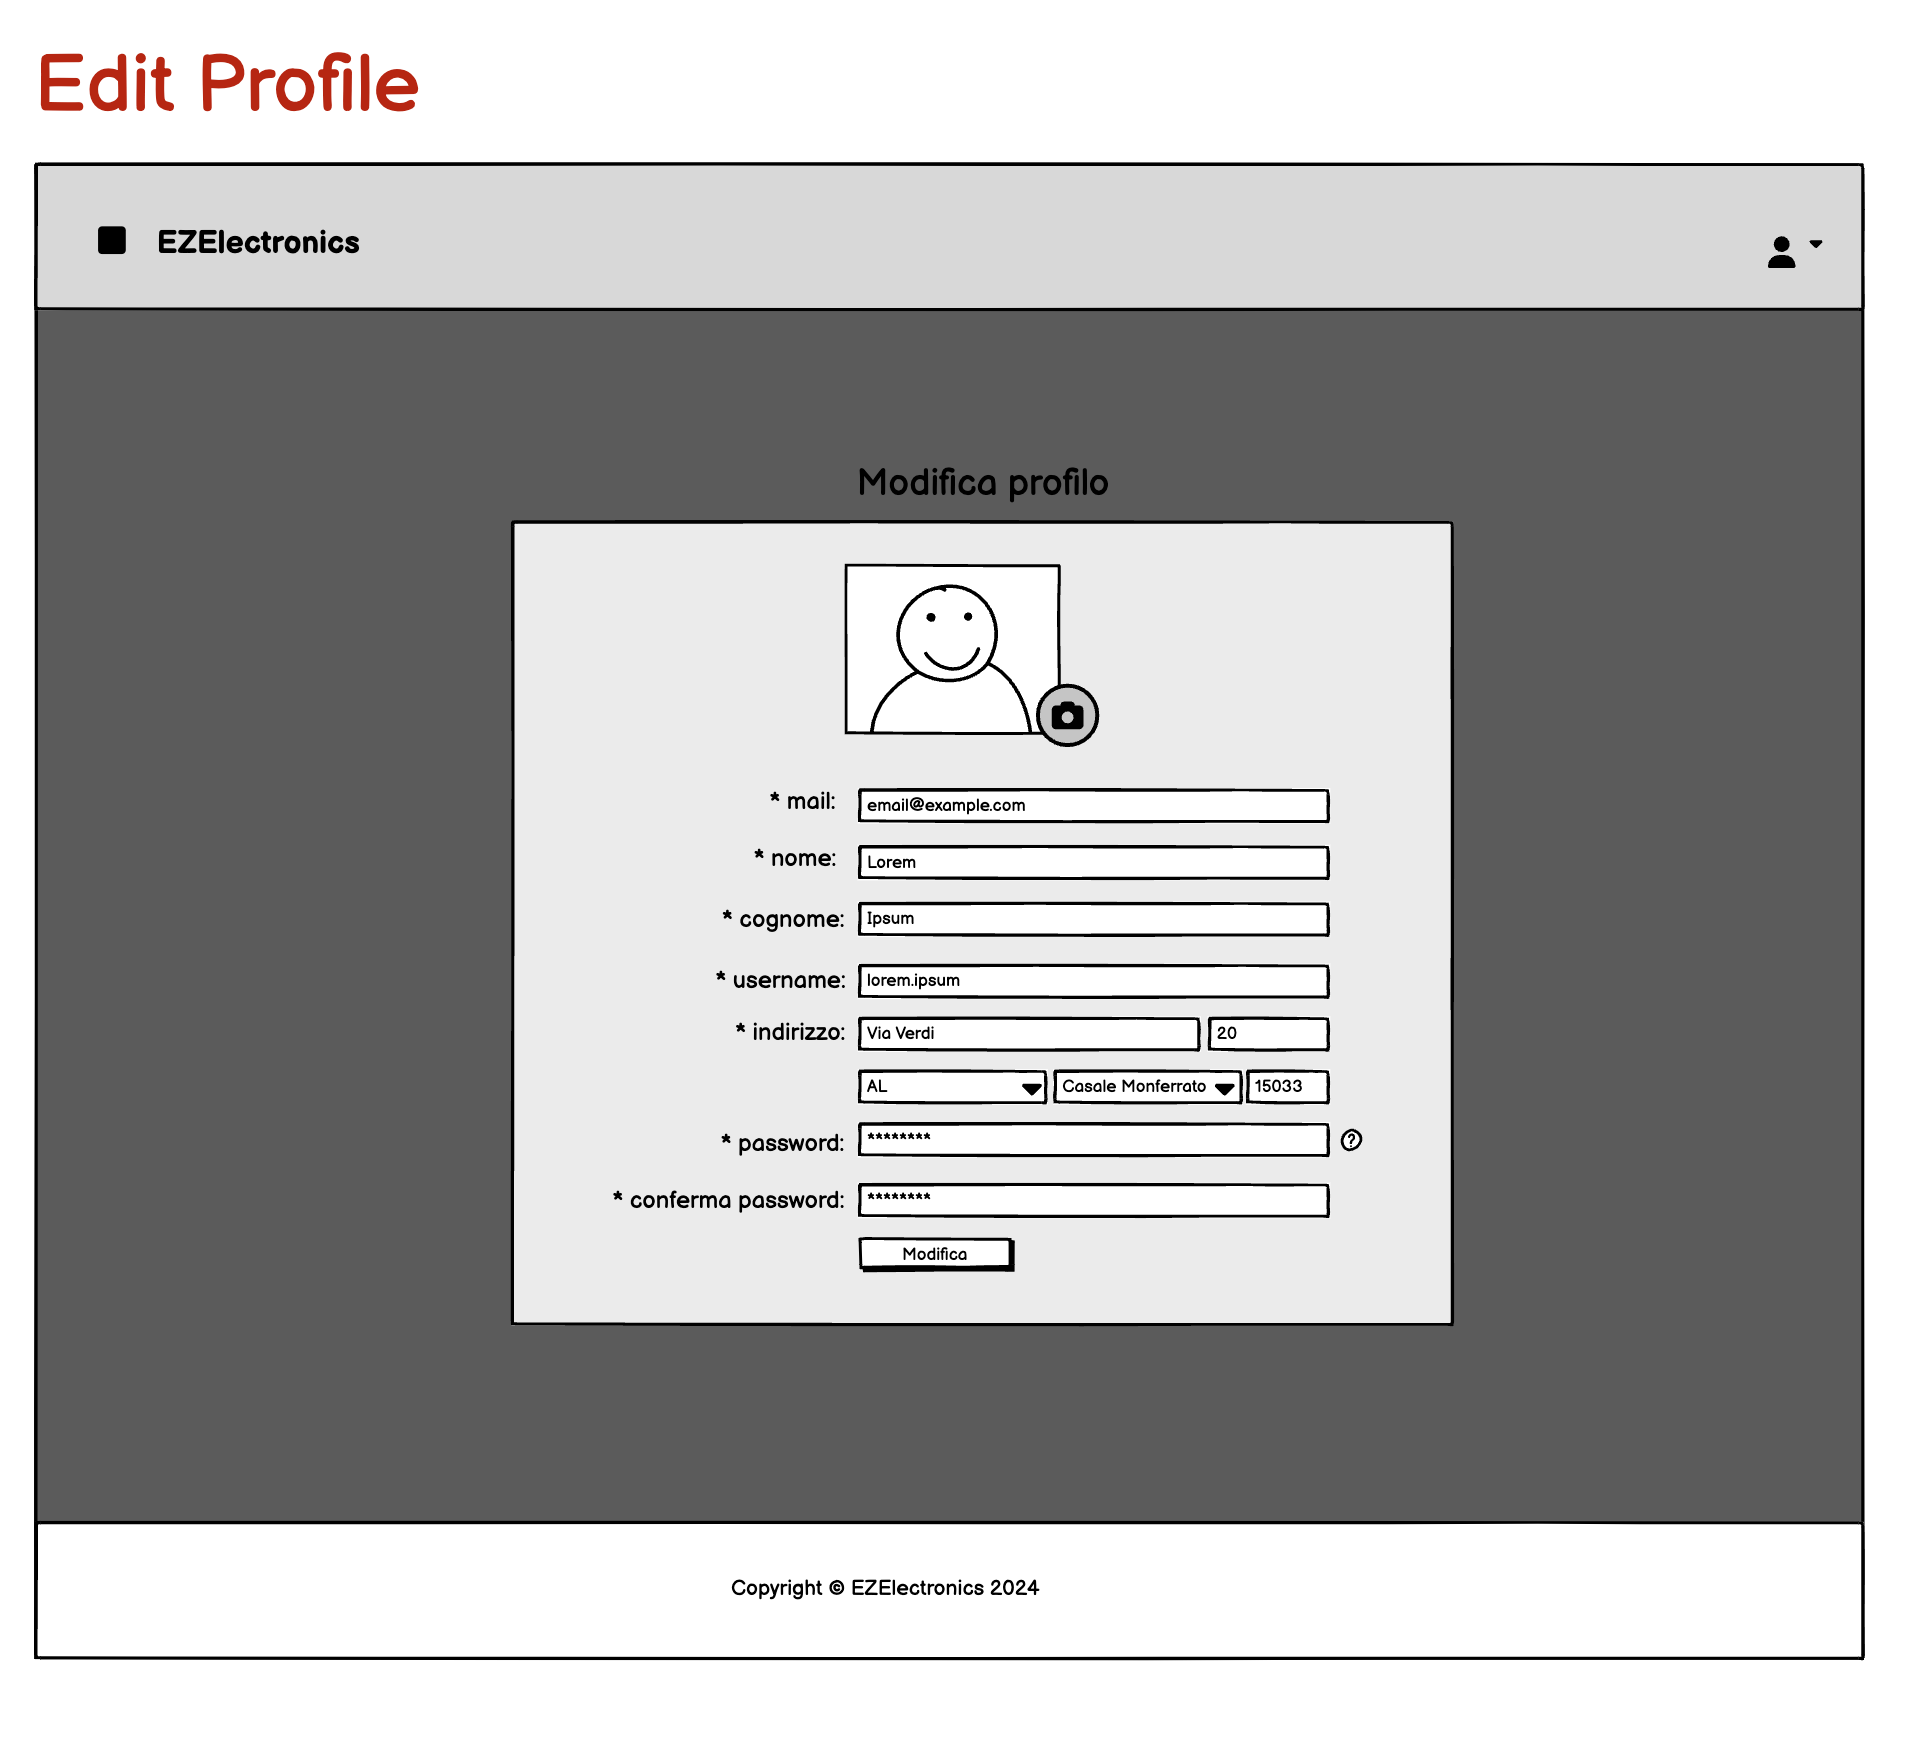 Edit Profile
EZElectronics
Modifica profilo
* mail: email@example.com
* nome: Lorem
* cognome: Ipsum
* username: lorem.ipsum
* indirizzo: Via Verdi 20
AL Casale Monferrato 15033
* password: ******** ?
* conferma password: ********
Modifica
Copyright © EZElectronics 2024